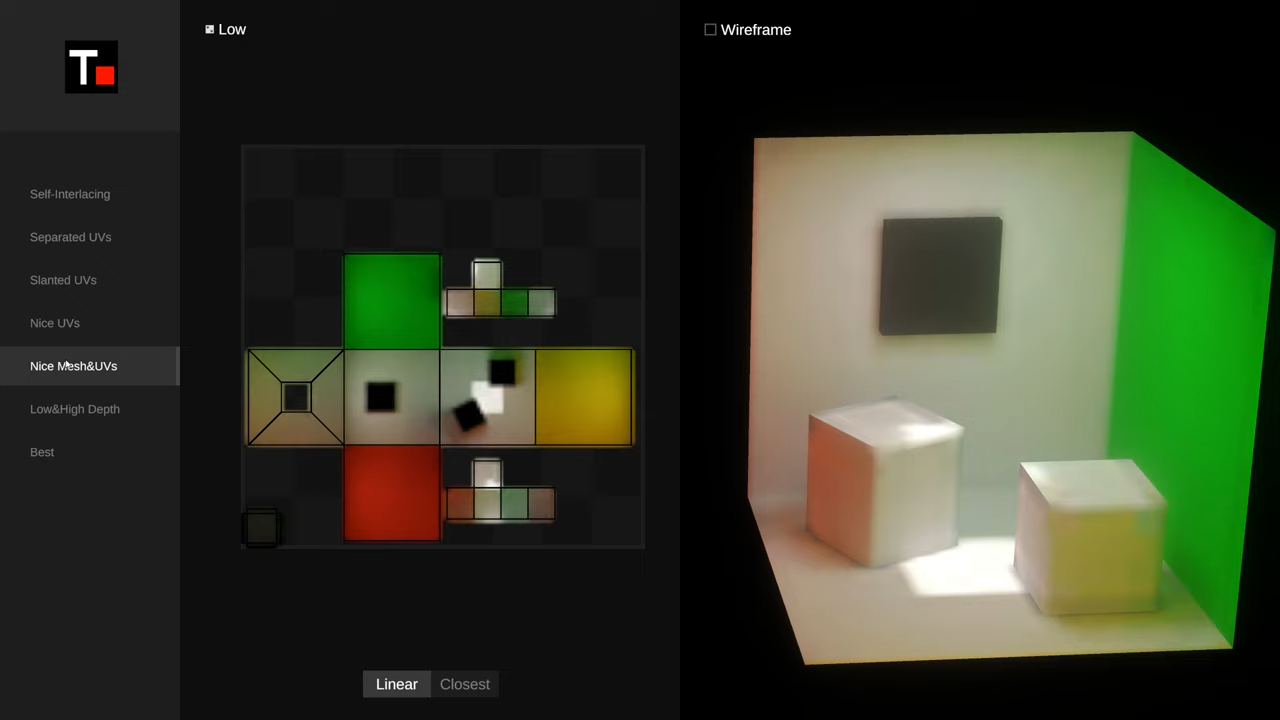 T
Self-Interlacing
Separated UVs
Slanted UVs
Nice UVs
Nice Mesh&UVs
Low&High Depth
Best
Low
Linear Closest
Wireframe